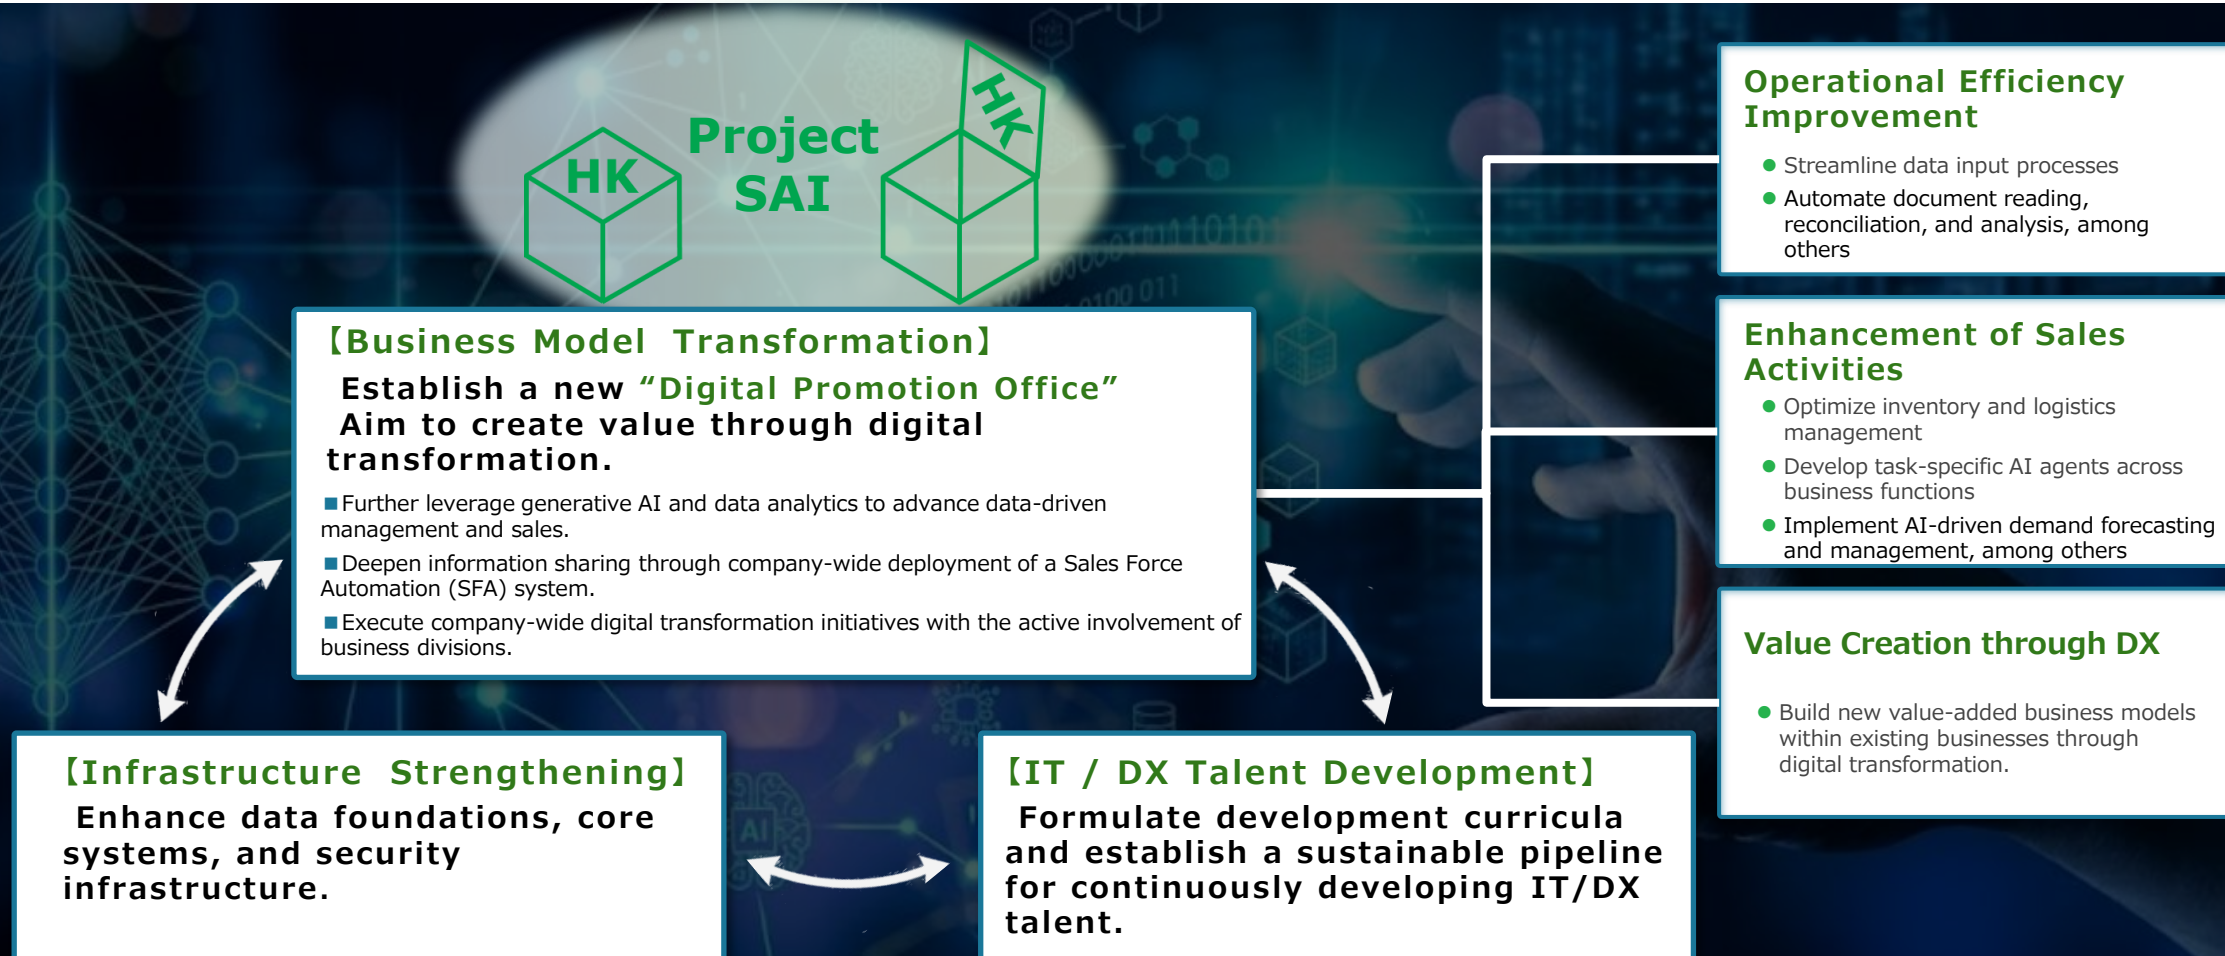 HK
Project
SAI
HK
【Business Model Transformation】
Establish a new “Digital Promotion Office”
Aim to create value through digital
transformation.
■Further leverage generative AI and data analytics to advance data-driven
management and sales.
■Deepen information sharing through company-wide deployment of a Sales Force
Automation (SFA) system.
■Execute company-wide digital transformation initiatives with the active involvement of
business divisions.
【Infrastructure Strengthening】
Enhance data foundations, core
systems, and security
infrastructure.
【IT / DX Talent Development】
Formulate development curricula
and establish a sustainable pipeline
for continuously developing IT/DX
talent.
Operational Efficiency
Improvement
● Streamline data input processes
● Automate document reading,
reconciliation, and analysis, among
others
Enhancement of Sales
Activities
● Optimize inventory and logistics
management
● Develop task-specific AI agents across
business functions
● Implement AI-driven demand forecasting
and management, among others
Value Creation through DX
● Build new value-added business models
within existing businesses through
digital transformation.
AI